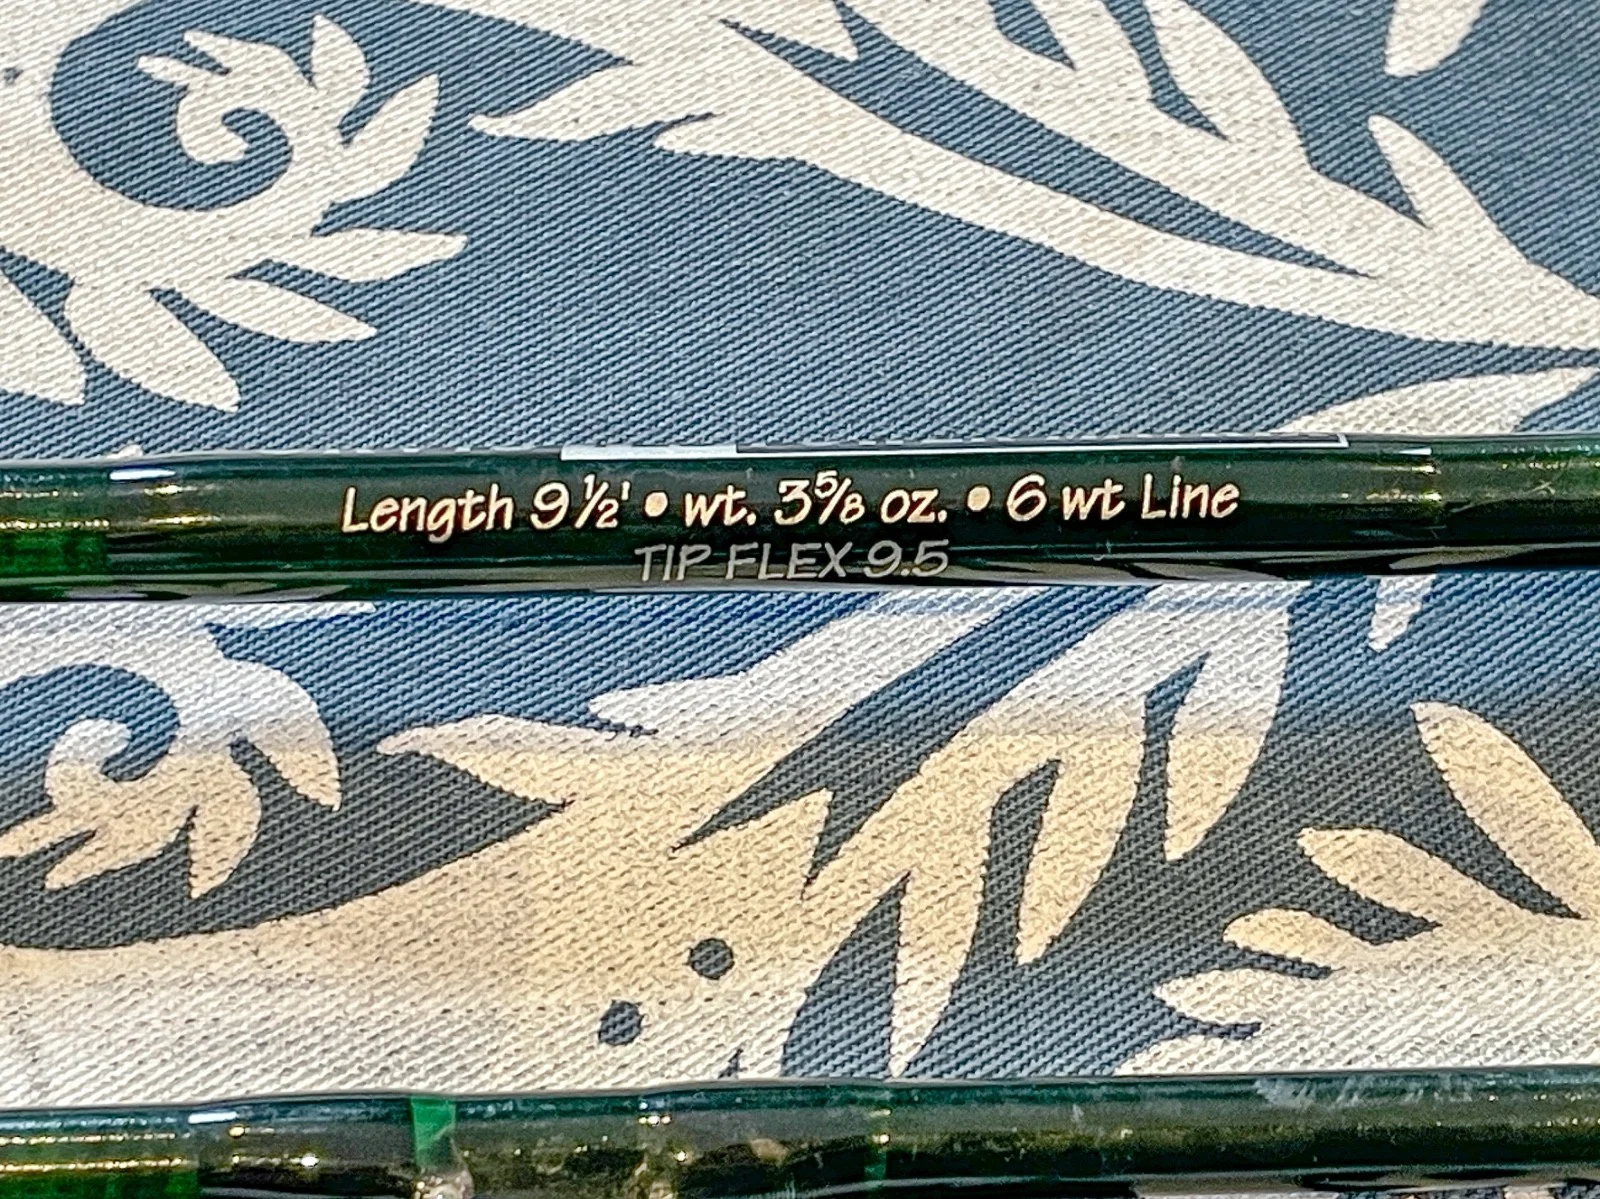 Length 9½' • wt. 3⅝ oz. • 6 wt Line
TIP FLEX 9.5